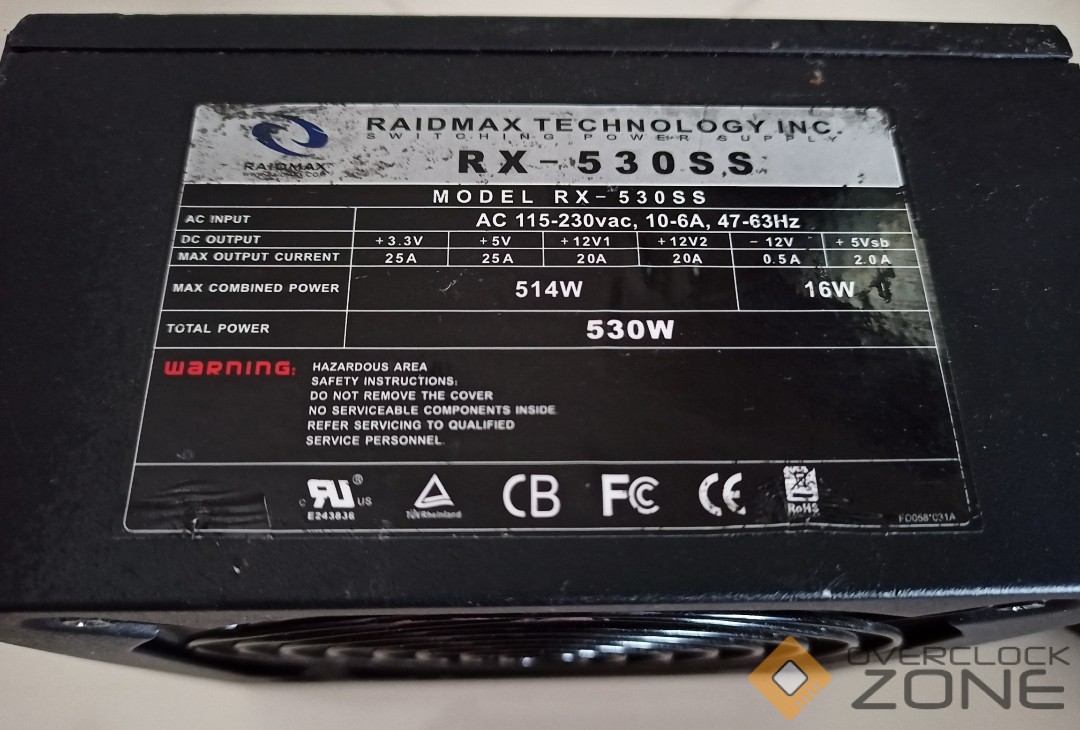 RAIDMAX TECHNOLOGY INC.
SWITCHING POWER SUPPLY
RAIDMAX
RX-530SS
MODEL RX-530SS
AC INPUT AC 115-230vac, 10-6A, 47-63Hz
DC OUTPUT +3.3V +5V +12V1 +12V2 -12V +5Vsb
MAX OUTPUT CURRENT 25A 25A 20A 20A 0.5A 2.0A
MAX COMBINED POWER 514W 16W
TOTAL POWER 530W
WARNING: HAZARDOUS AREA
SAFETY INSTRUCTIONS:
DO NOT REMOVE THE COVER
NO SERVICEABLE COMPONENTS INSIDE
REFER SERVICING TO QUALIFIED
SERVICE PERSONNEL.
c RU ® US CB FC CE
E243836 TÜVRheinland RoHS
FD058*031A
OVERCLOCK
ZONE